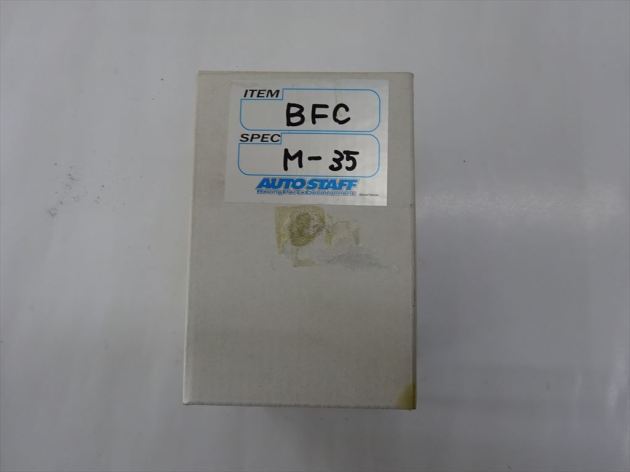 ITEM
BFC
SPEC
M-35
AUTO STAFF